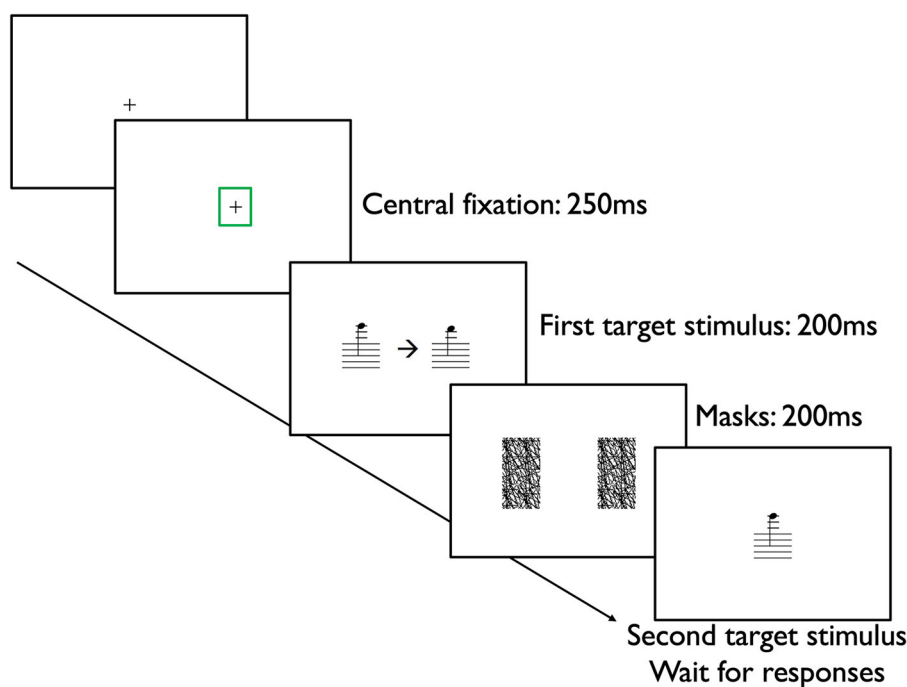 Central fixation: 250ms
First target stimulus: 200ms
Masks: 200ms
Second target stimulus
Wait for responses